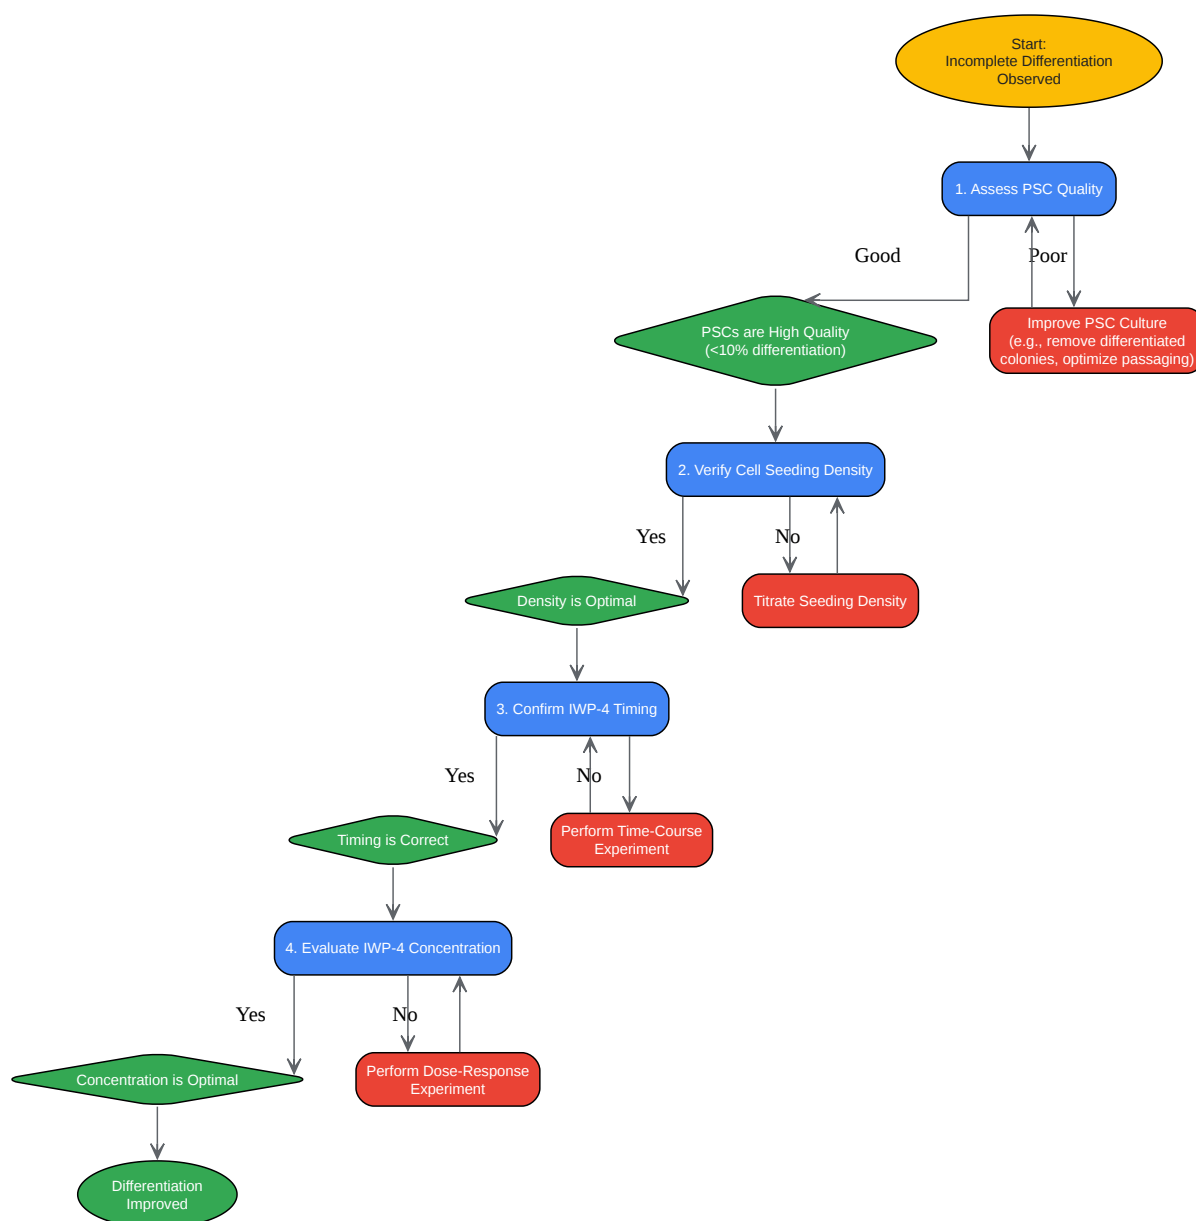 Start:
Incomplete Differentiation
Observed
1. Assess PSC Quality
Good
Poor
PSCs are High Quality
(<10% differentiation)
Improve PSC Culture
(e.g., remove differentiated
colonies, optimize passaging)
2. Verify Cell Seeding Density
Yes
No
Density is Optimal
Titrate Seeding Density
3. Confirm IWP-4 Timing
Yes
No
Timing is Correct
Perform Time-Course
Experiment
4. Evaluate IWP-4 Concentration
Yes
No
Concentration is Optimal
Perform Dose-Response
Experiment
Differentiation
Improved